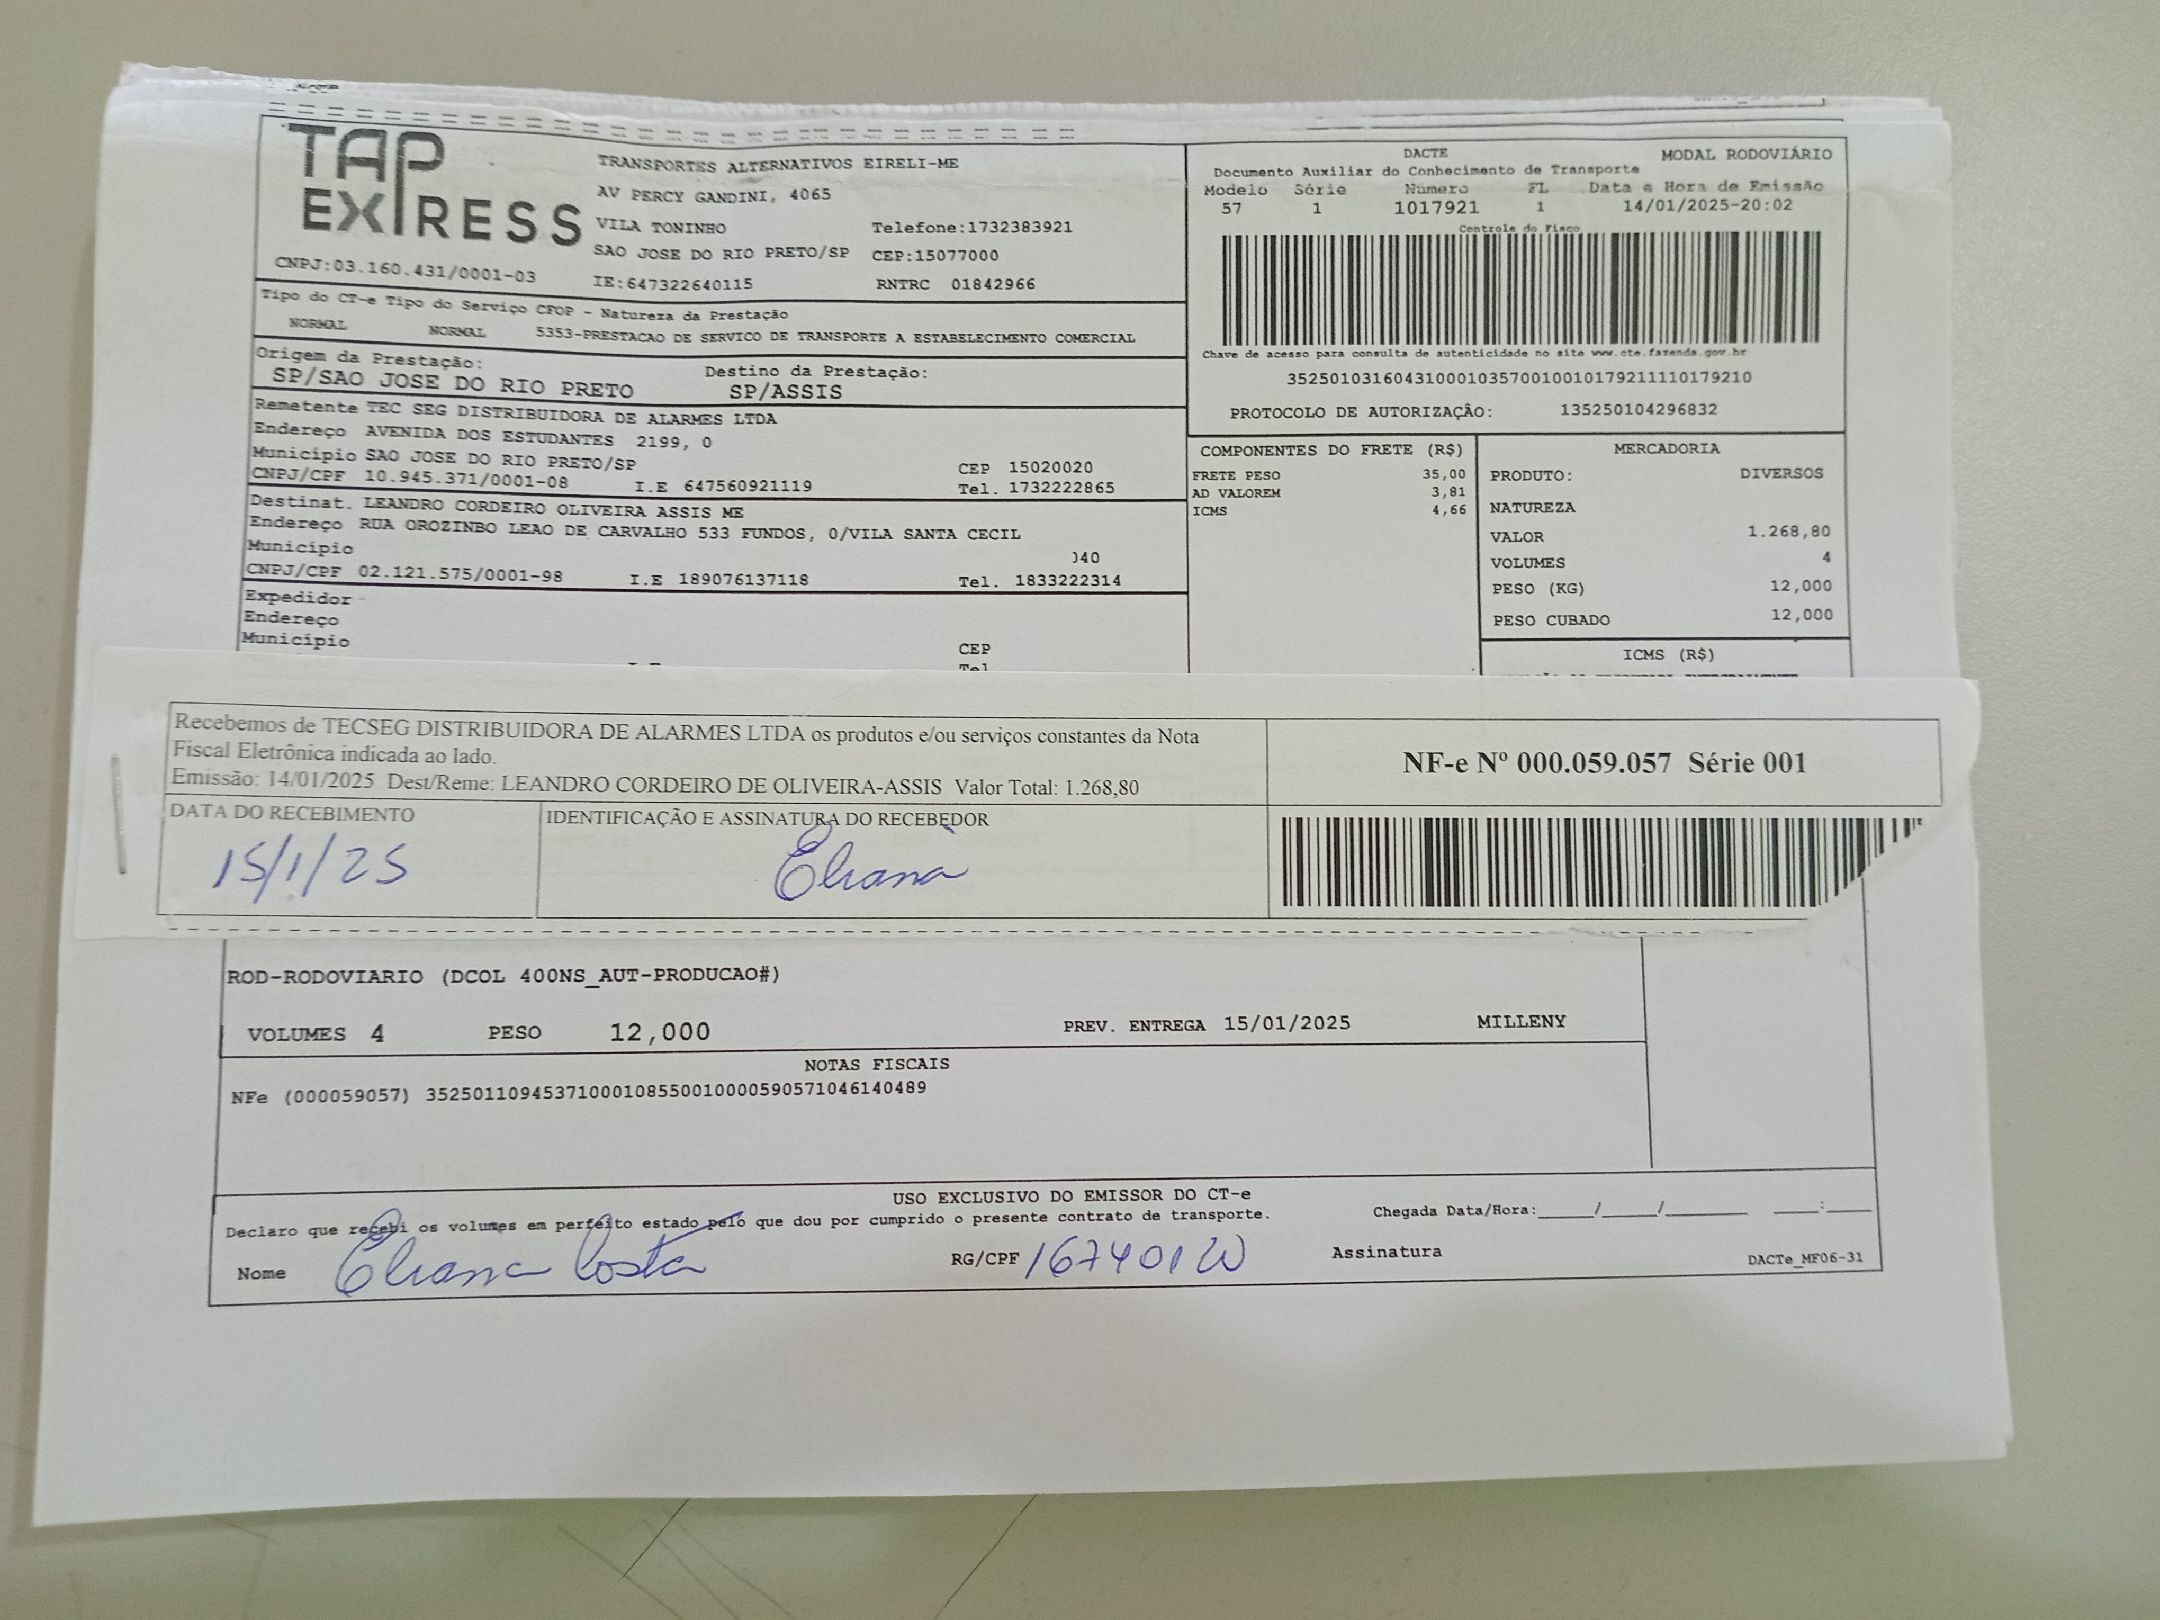 TAP EXPRESS
CNPJ:03.160.431/0001-03
TRANSPORTES ALTERNATIVOS EIRELI-ME
AV PERCY GANDINI, 4065
VILA TONINHO Telefone:1732383921
SAO JOSE DO RIO PRETO/SP CEP:15077000
IE:647322640115 RNTRC 01842966
DACTE MODAL RODOVIÁRIO
Documento Auxiliar do Conhecimento de Transporte
Modelo Série Número FL Data e Hora de Emissão
57 1 1017921 1 14/01/2025-20:02
Controle do Fisco
Chave de acesso para consulta de autenticidade no site www.cte.fazenda.gov.br
35250103160431000103570010010179211110179210
PROTOCOLO DE AUTORIZAÇÂO: 135250104296832
Tipo do CT-e Tipo do Serviço CFOP - Natureza da Prestação
NORMAL NORMAL 5353-PRESTACAO DE SERVICO DE TRANSPORTE A ESTABELECIMENTO COMERCIAL
Origem da Prestação: Destino da Prestação:
SP/SAO JOSE DO RIO PRETO SP/ASSIS
Remetente TEC SEG DISTRIBUIDORA DE ALARMES LTDA
Endereço AVENIDA DOS ESTUDANTES 2199, 0
Município SAO JOSE DO RIO PRETO/SP CEP 15020020
CNPJ/CPF 10.945.371/0001-08 I.E 647560921119 Tel. 1732222865
Destinat. LEANDRO CORDEIRO OLIVEIRA ASSIS ME
Endereço RUA OROZINBO LEAO DE CARVALHO 533 FUNDOS, 0/VILA SANTA CECIL
Município 040
CNPJ/CPF 02.121.575/0001-98 I.E 189076137118 Tel. 1833222314
Expedidor
Endereço
Município CEP
Tel
COMPONENTES DO FRETE (R$)
FRETE PESO 35,00
AD VALOREM 3,81
ICMS 4,66
MERCADORIA
PRODUTO: DIVERSOS
NATUREZA
VALOR 1.268,80
VOLUMES 4
PESO (KG) 12,000
PESO CUBADO 12,000
ICMS (R$)
Recebemos de TECSEG DISTRIBUIDORA DE ALARMES LTDA os produtos e/ou serviços constantes da Nota
Fiscal Eletrônica indicada ao lado.
Emissão: 14/01/2025 Dest/Reme: LEANDRO CORDEIRO DE OLIVEIRA-ASSIS Valor Total: 1.268,80
NF-e Nº 000.059.057 Série 001
DATA DO RECEBIMENTO IDENTIFICAÇÃO E ASSINATURA DO RECEBEDOR
15/1/25 Eliana
ROD-RODOVIARIO (DCOL 400NS_AUT-PRODUCAO#)
VOLUMES 4 PESO 12,000 PREV. ENTREGA 15/01/2025 MILLENY
NOTAS FISCAIS
NFe (000059057) 35250110945371000108550010000590571046140489
USO EXCLUSIVO DO EMISSOR DO CT-e
Declaro que recebi os volumes em perfeito estado pelo que dou por cumprido o presente contrato de transporte. Chegada Data/Hora:_____/_____/_______ ____:____
Nome Eliana Costa RG/CPF Assinatura DACTe_MF06-31